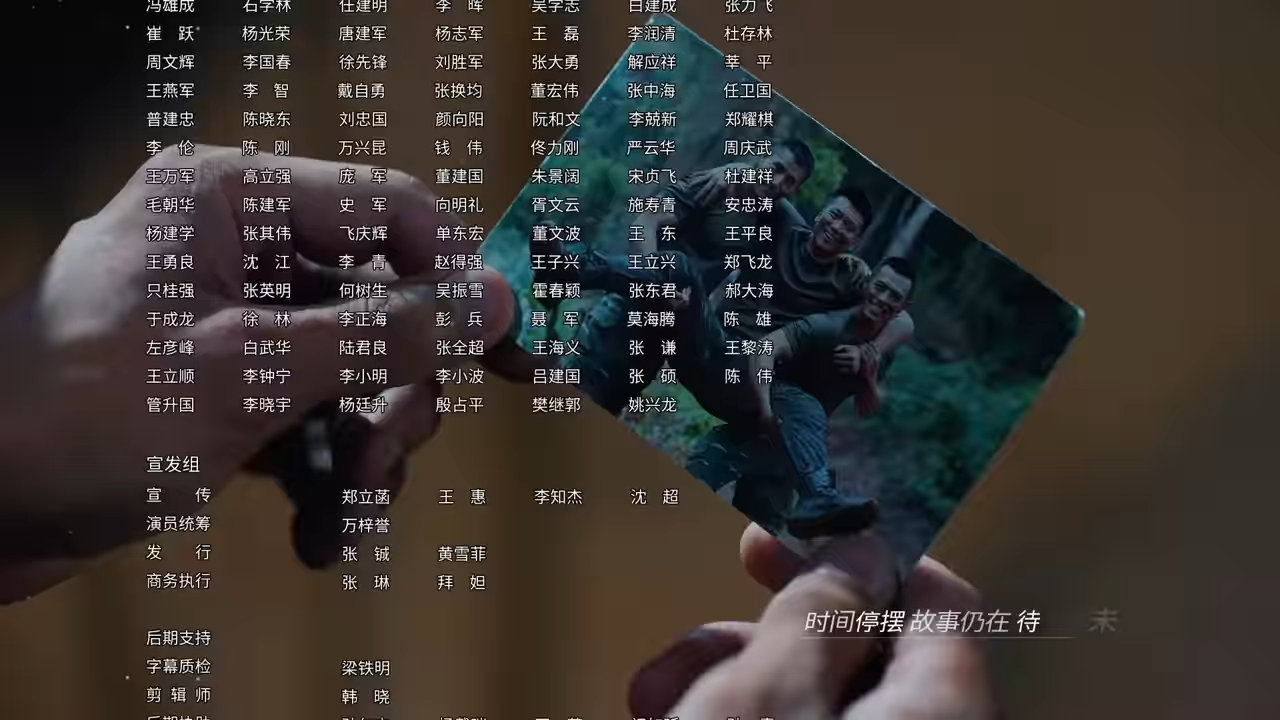 冯雄成 石学林 任建明 李 晖 吴学志 白建成 张力飞
崔 跃 杨光荣 唐建军 杨志军 王 磊 李润清 杜存林
周文辉 李国春 徐先锋 刘胜军 张大勇 解应祥 莘 平
王燕军 李 智 戴自勇 张换均 董宏伟 张中海 任卫国
普建忠 陈晓东 刘忠国 颜向阳 阮和文 李兢新 郑耀棋
李 伦 陈 刚 万兴昆 钱 伟 佟力刚 严云华 周庆武
王万军 高立强 庞 军 董建国 朱景阔 宋贞飞 杜建祥
毛朝华 陈建军 史 军 向明礼 胥文云 施寿青 安忠涛
杨建学 张其伟 飞庆辉 单东宏 董文波 王 东 王平良
王勇良 沈 江 李 青 赵得强 王子兴 王立兴 郑飞龙
只桂强 张英明 何树生 吴振雪 霍春颖 张东君 郝大海
于成龙 徐 林 李正海 彭 兵 聂 军 莫海腾 陈 雄
左彦峰 白武华 陆君良 张全超 王海义 张 谦 王黎涛
王立顺 李钟宁 李小明 李小波 吕建国 张 硕 陈 伟
管升国 李晓宇 杨廷升 殷占平 樊继郭 姚兴龙
宣发组
宣 传 郑立菡 王 惠 李知杰 沈 超
演员统筹 万梓誉
发 行 张 铖 黄雪菲
商务执行 张 琳 拜 妲
时间停摆 故事仍在 待 未
后期支持
字幕质检 梁铁明
剪 辑 师 韩 晓